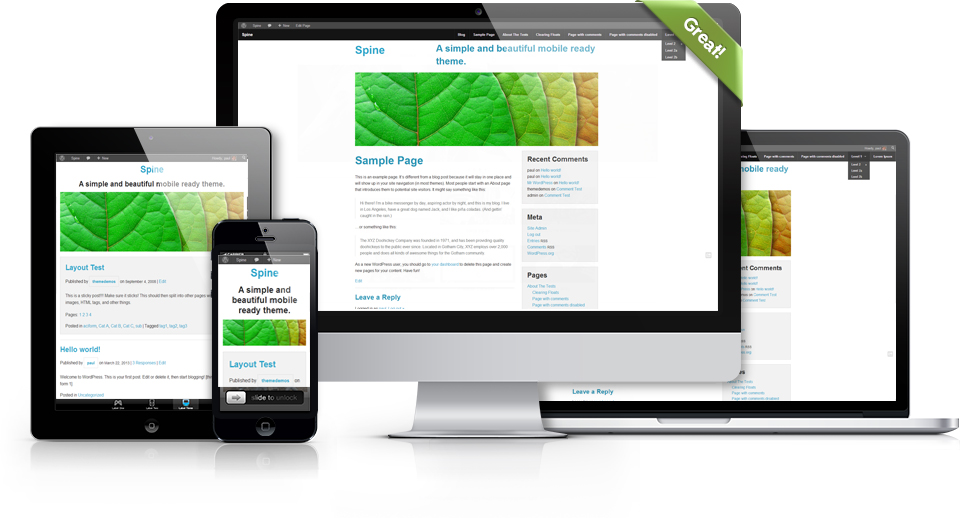 Spine
New
Edit Page
Spine
Blog
Sample Page
About The Tests
Clearing Floats
Page with comments
Page with comments disabled
Level 1
Level 2a
Level 2b
Great!
Spine
A simple and beautiful mobile ready
theme.
Sample Page
This is an example page. It's different from a blog post because it will stay in one place and
will show up in your site navigation (in most themes). Most people start with an About page
that introduces them to potential site visitors. It might say something like this:
Hi there! I'm a bike messenger by day, aspiring actor by night, and this is my blog. I live
in Los Angeles, have a great dog named Jack, and I like piña coladas. (And gettin'
caught in the rain.)
...or something like this:
The XYZ Doohickey Company was founded in 1971, and has been providing quality
doohickeys to the public ever since. Located in Gotham City, XYZ employs over 2,000
people and does all kinds of awesome things for the Gotham community.
As a new WordPress user, you should go to your dashboard to delete this page and create
new pages for your content. Have fun!
Edit
Leave a Reply
Recent Comments
paul on Hello world!
paul on Hello world!
Mr WordPress on Hello world!
themedemos on Comment Test
admin on Comment Test
Meta
Site Admin
Log out
Entries RSS
Comments RSS
WordPress.org
Pages
About The Tests
Clearing Floats
Page with comments
Page with comments disabled
Spine
New
Spine
A simple and beautiful mobile ready theme.
Layout Test
Published by themedemos on September 4, 2008 | Edit
This is a sticky post!!! Make sure it sticks! This should then split into other pages with
images, HTML tags, and other things
Pages: 1 2 3 4
Posted in aciform, Cat A, Cat B, Cat C, sub | Tagged tag1, tag2, tag3
Hello world!
Published by paul on March 22, 2013 | 3 Responses | Edit
Welcome to WordPress. This is your first post. Edit or delete it, then start blogging!
Posted in Uncategorized
Spine
New
Spine
A simple and
beautiful mobile
ready theme.
Layout Test
Published by themedemos on
slide to unlock
Clearing Floats
Page with comments
Page with comments disabled
Level 1
Lorem Ipsum
Level 2
Level 3b
mobile ready
Recent Comments
Hello world!
Hello world!
on Hello world!
on Comment Test
Comment Test
The Tests
Clearing Floats
Page with comments
Page with comments disabled
Leave a Reply